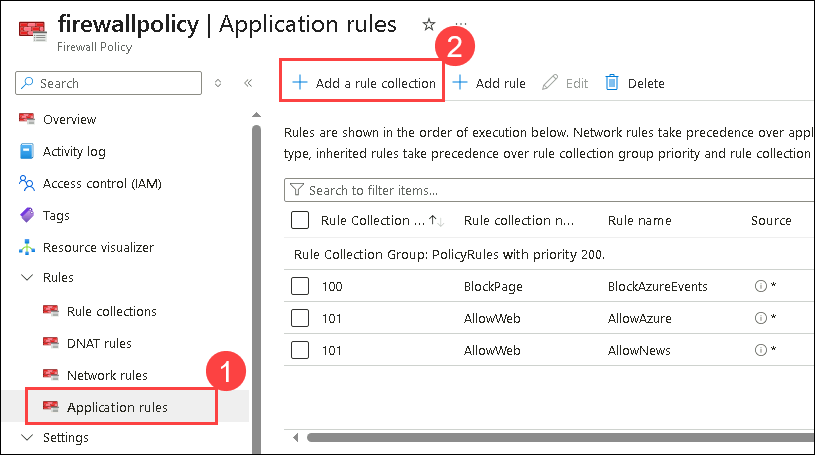 firewallpolicy | Application rules
Firewall Policy
2
Search
Add a rule collection
Add rule
Edit
Delete
Overview
Activity log
Access control (IAM)
Tags
Resource visualizer
Rules
Rule collections
DNAT rules
Network rules
1
Application rules
Settings
Rules are shown in the order of execution below. Network rules take precedence over appl
type, inherited rules take precedence over rule collection group priority and rule collection
Search to filter items...
Rule Collection ... Rule collection n... Rule name Source
Rule Collection Group: PolicyRules with priority 200.
100 BlockPage BlockAzureEvents *
101 AllowWeb AllowAzure *
101 AllowWeb AllowNews *